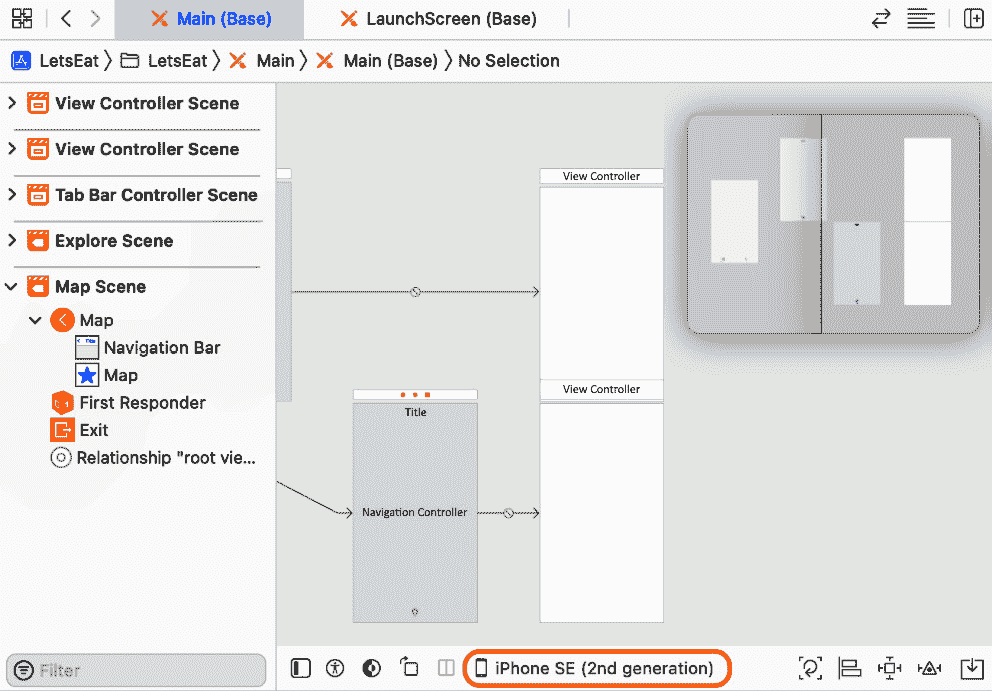 Main (Base)
LaunchScreen (Base)
LetsEat
LetsEat
Main
Main (Base)
No Selection
View Controller Scene
View Controller Scene
Tab Bar Controller Scene
Explore Scene
Map Scene
Map
Navigation Bar
Map
First Responder
Exit
Relationship "root vie...
Filter
View Controller
View Controller
Title
Navigation Controller
iPhone SE (2nd generation)